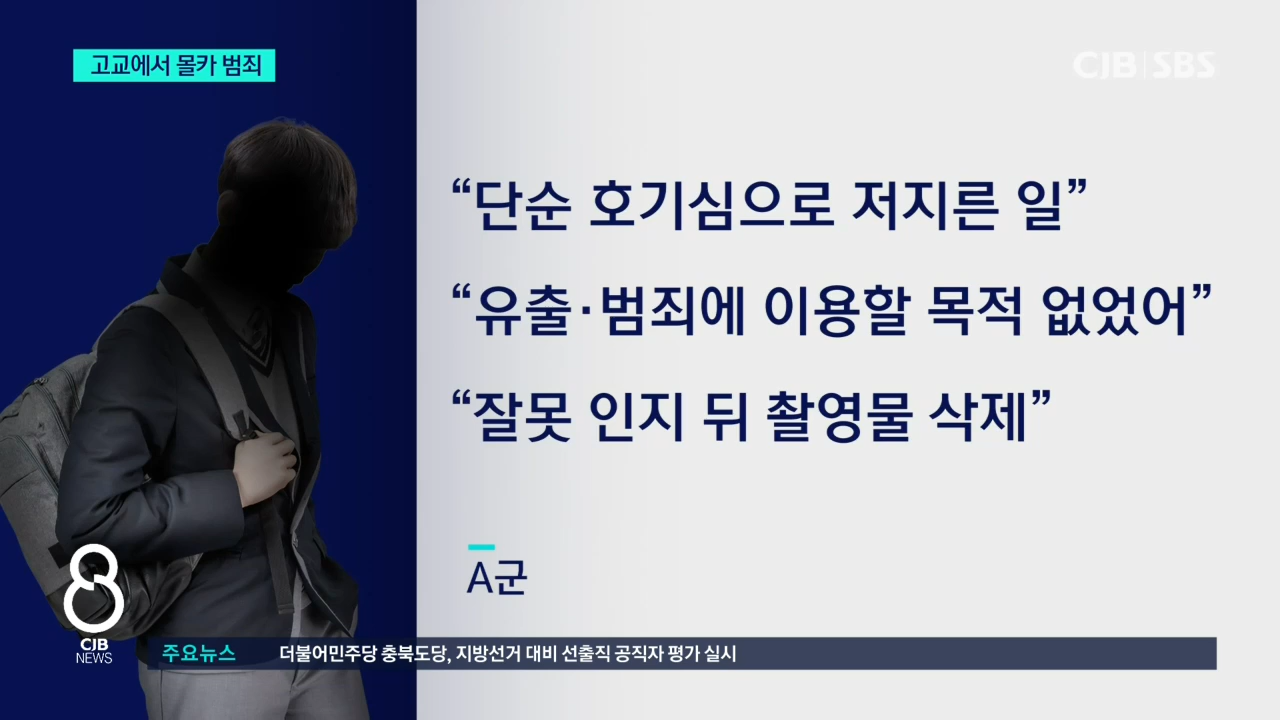 고교에서 몰카 범죄
CJB SBS
“단순 호기심으로 저지른 일”
“유출·범죄에 이용할 목적 없었어”
“잘못 인지 뒤 촬영물 삭제”
A군
8
CJB
NEWS
주요뉴스 더불어민주당 충북도당, 지방선거 대비 선출직 공직자 평가 실시